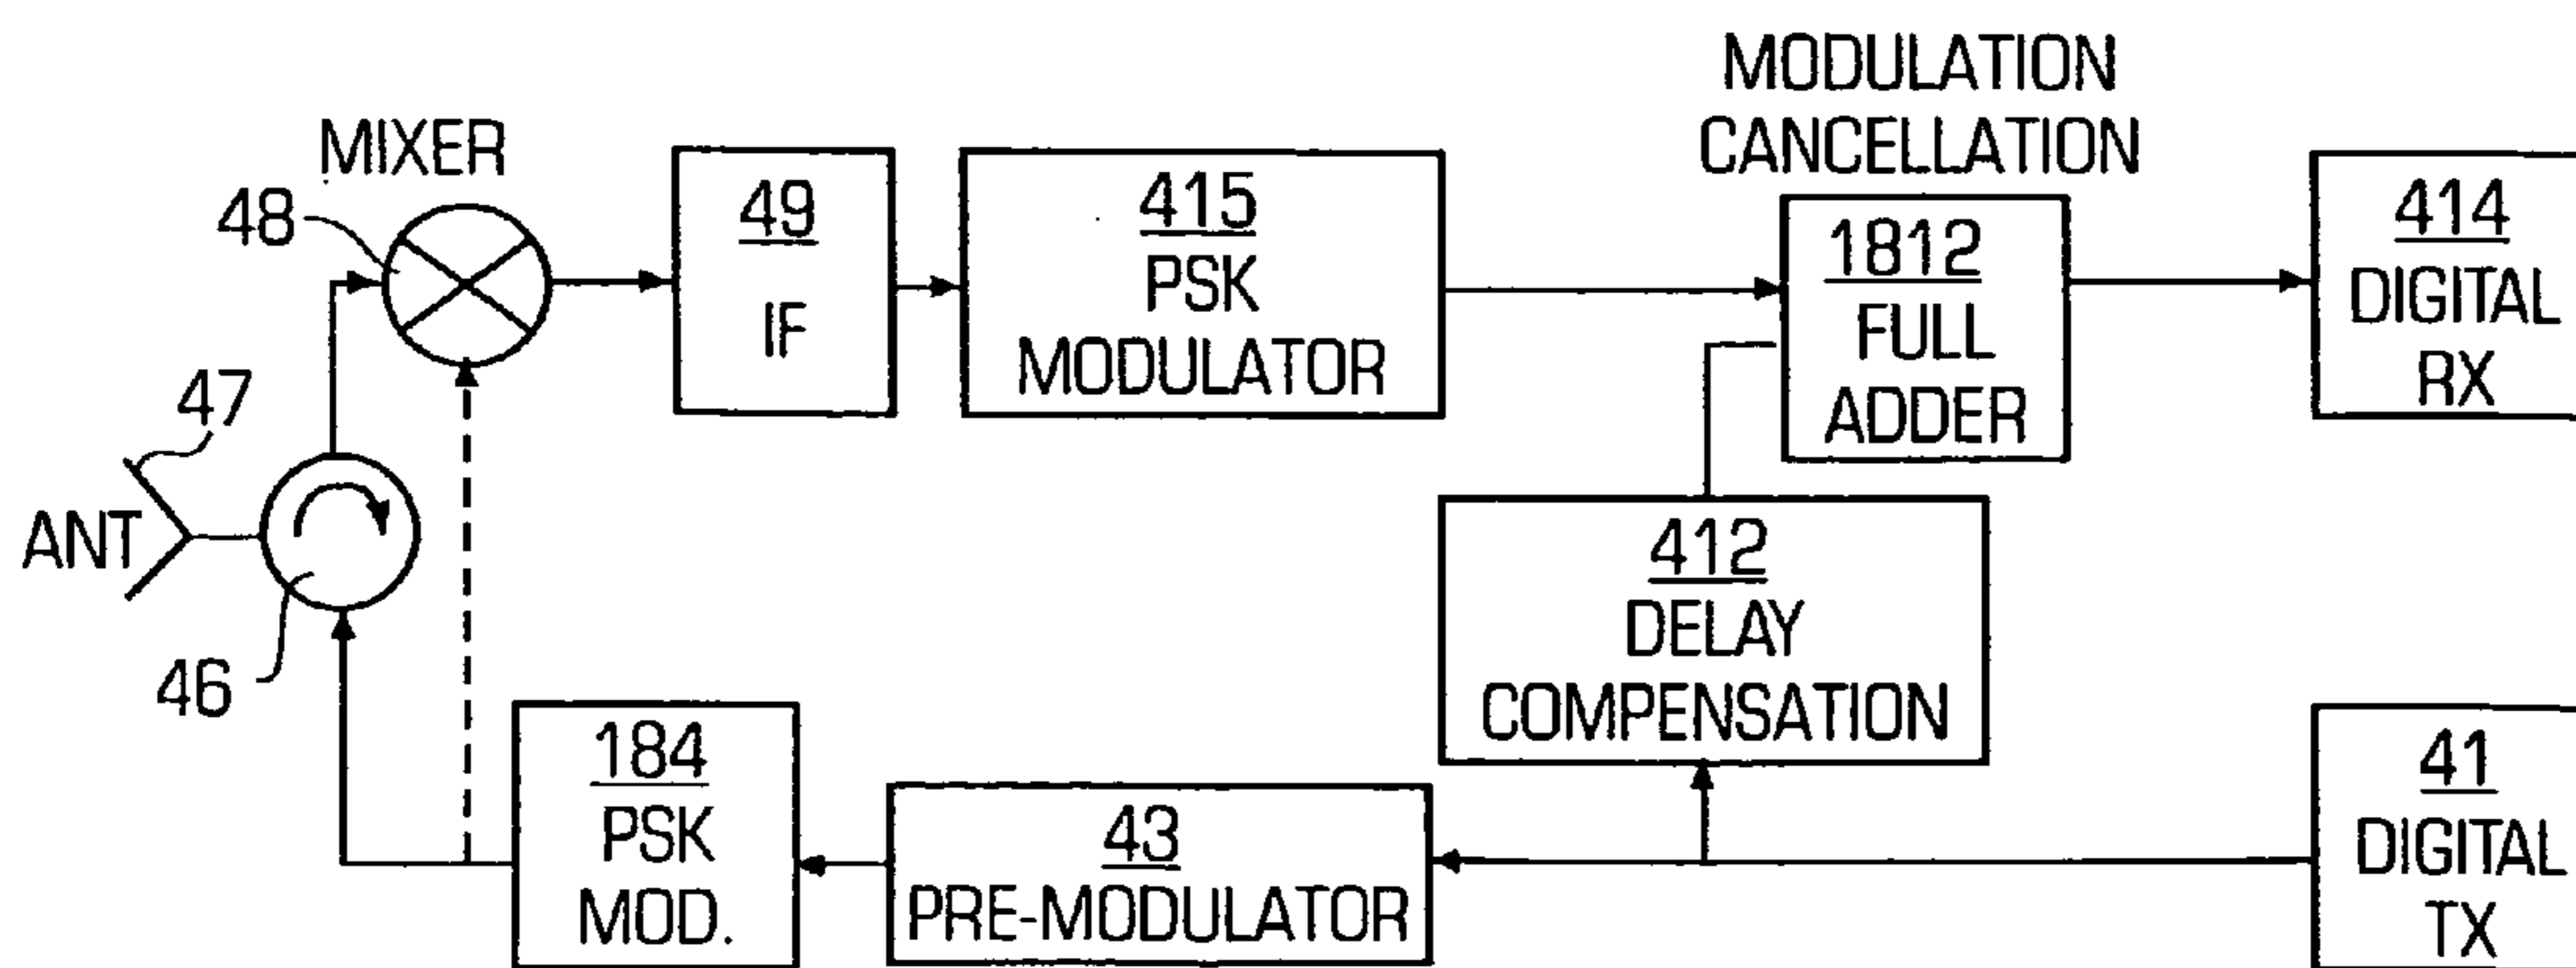 MODULATION
CANCELLATION
MIXER
48
49
IF
415
PSK
MODULATOR
1812
FULL
ADDER
414
DIGITAL
RX
47
ANT
46
412
DELAY
COMPENSATION
184
PSK
MOD.
43
PRE-MODULATOR
41
DIGITAL
TX